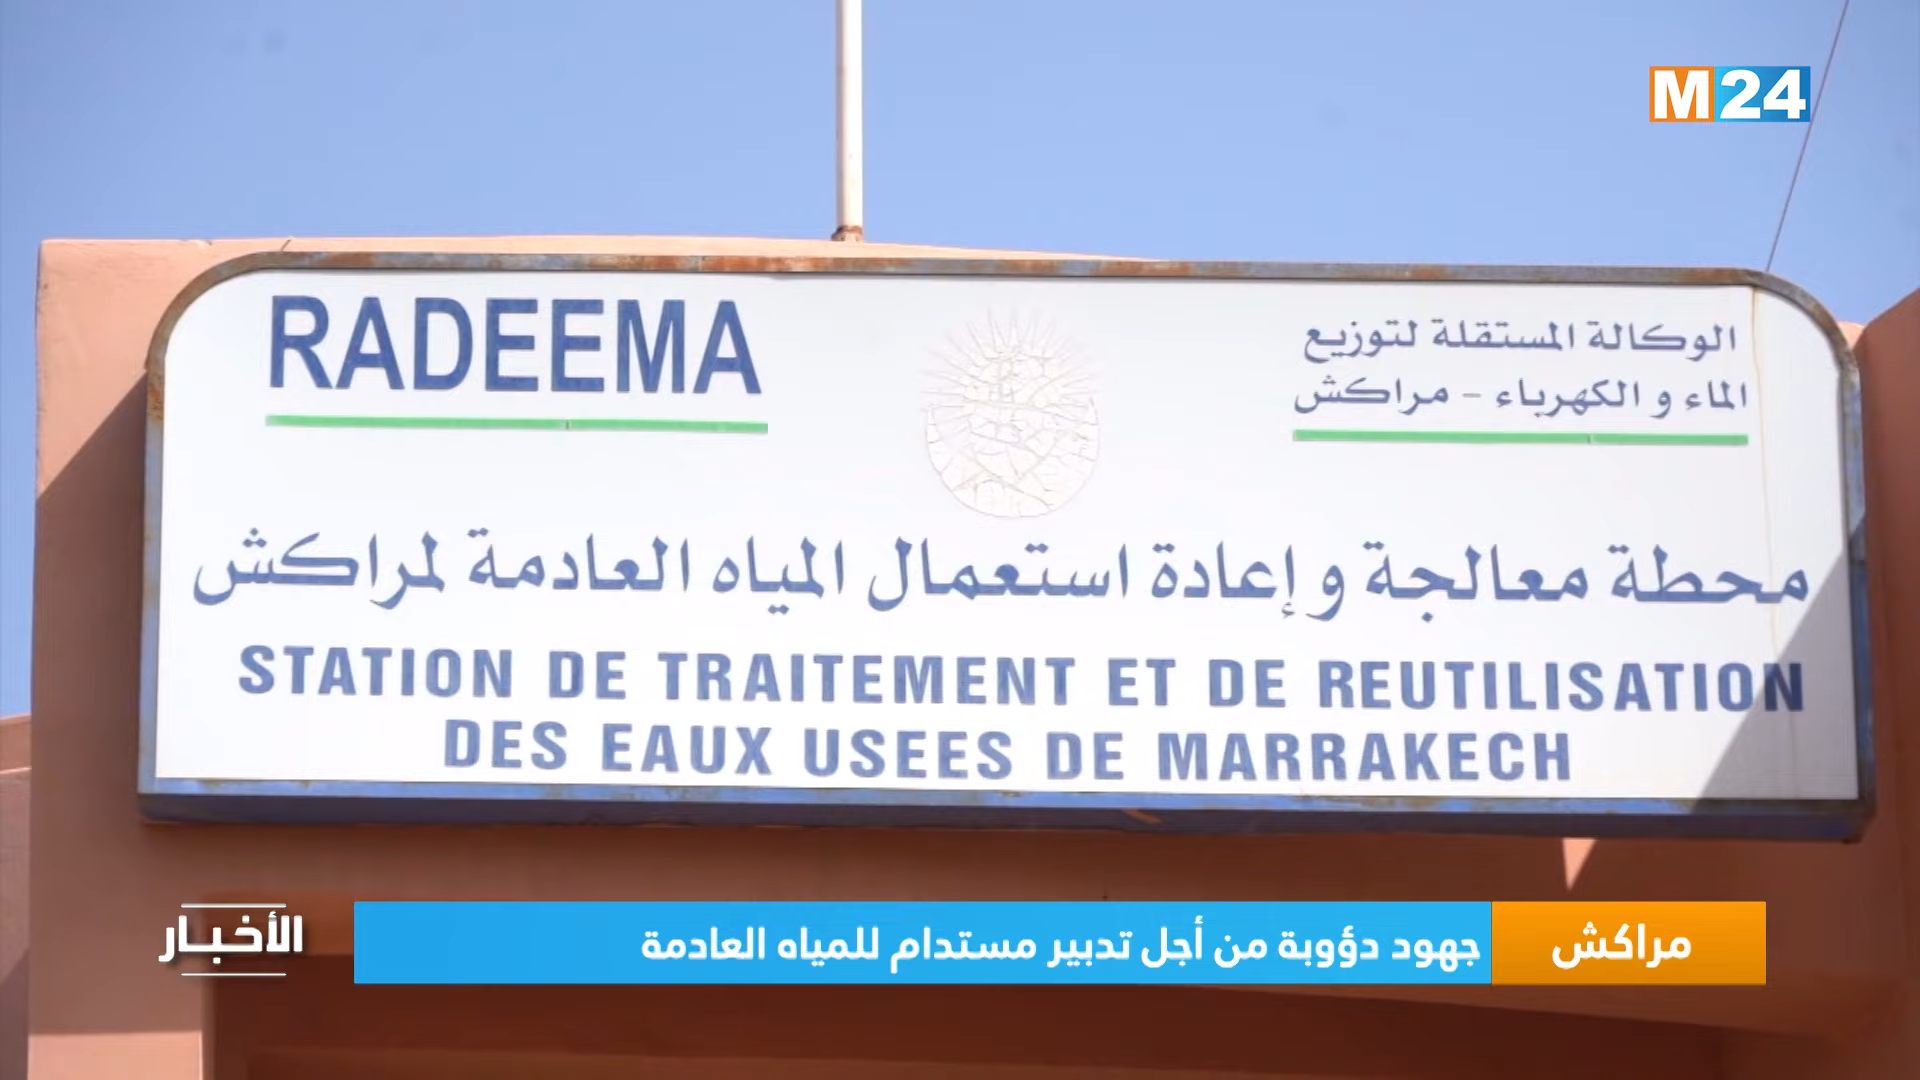 M24
RADEEMA
الوكالة المستقلة لتوزيع
الماء و الكهرباء - مراكش
محطة معالجة و إعادة استعمال المياه العادمة لمراكش
STATION DE TRAITEMENT ET DE REUTILISATION
DES EAUX USEES DE MARRAKECH
مراكش
جهود دؤوبة من أجل تدبير مستدام للمياه العادمة
الأخبار